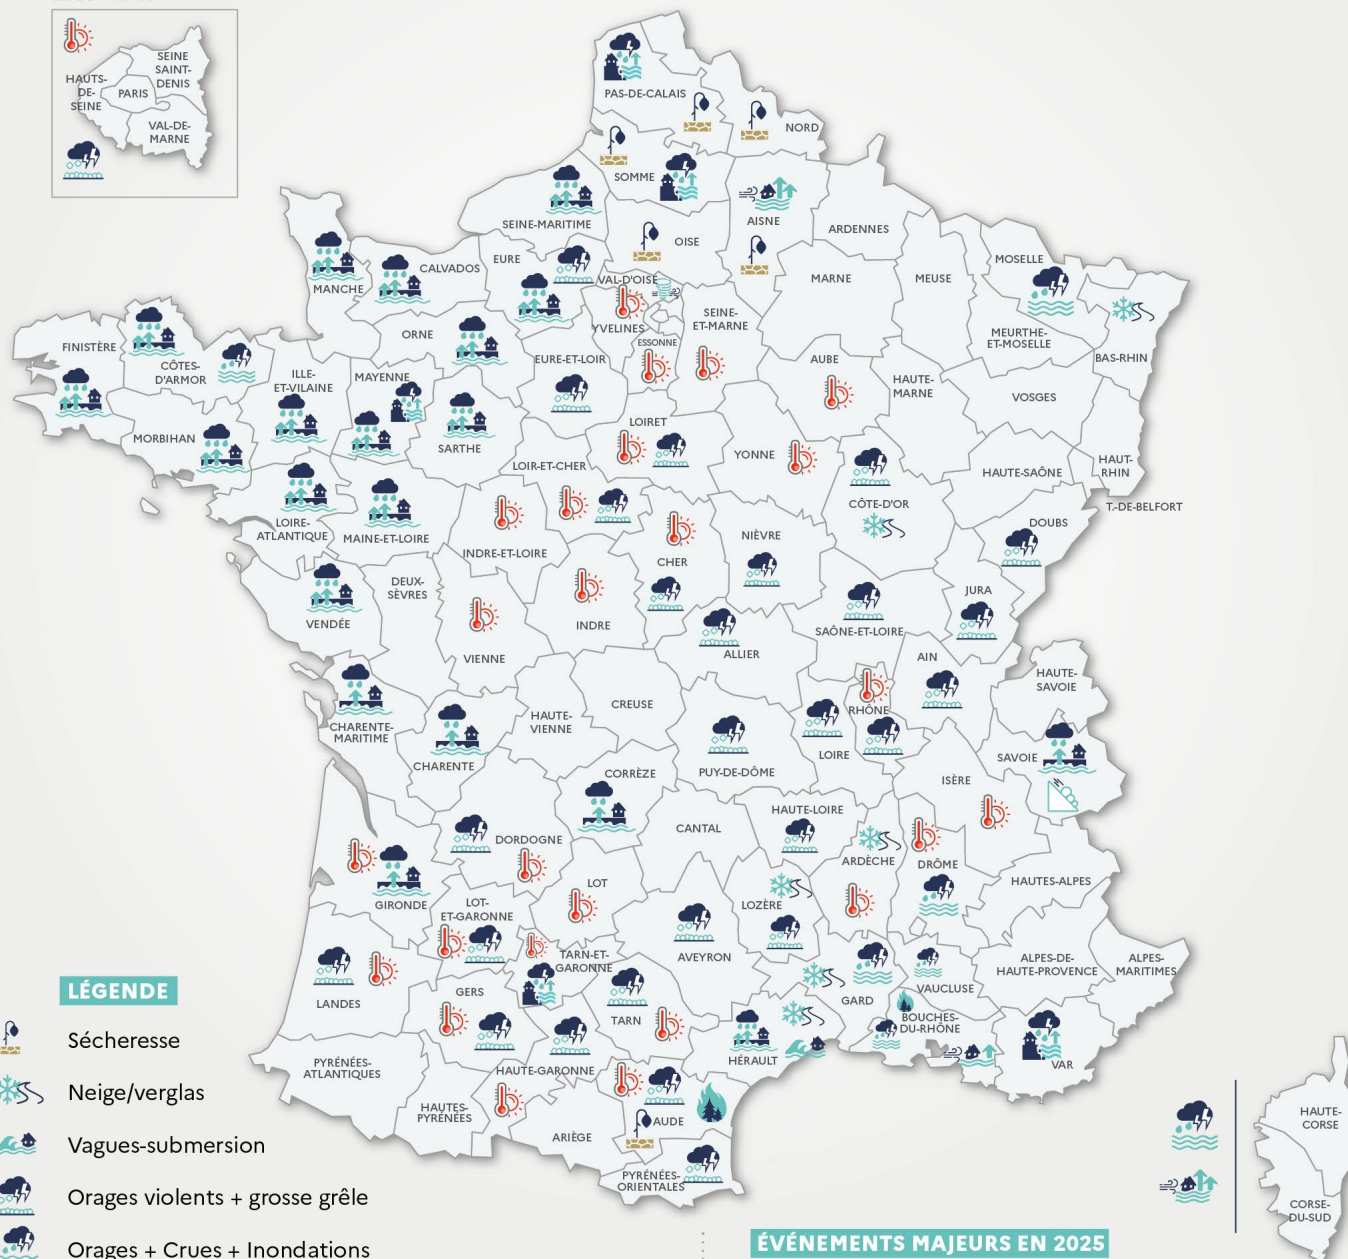 SEINE
SAINT-
DENIS
HAUTS-
DE-
SEINE
PARIS
VAL-DE-
MARNE
PAS-DE-CALAIS
NORD
SOMME
SEINE-MARITIME
AISNE
ARDENNES
OISE
MANCHE
CALVADOS
EURE
VAL-D'OISE
MARNE
MEUSE
MOSELLE
ORNE
YVELINES
SEINE-
ET-MARNE
ESSONNE
MEURTHE-
ET-MOSELLE
BAS-RHIN
FINISTÈRE
CÔTES-
D'ARMOR
ILLE-
ET-VILAINE
MAYENNE
EURE-ET-LOIR
AUBE
HAUTE-
MARNE
VOSGES
MORBIHAN
SARTHE
LOIRET
LOIR-ET-CHER
YONNE
HAUTE-SAÔNE
HAUT-
RHIN
T.-DE-BELFORT
LOIRE-
ATLANTIQUE
MAINE-ET-LOIRE
INDRE-ET-LOIRE
CHER
NIÈVRE
CÔTE-D'OR
DOUBS
VENDÉE
DEUX-
SÈVRES
VIENNE
INDRE
ALLIER
SAÔNE-ET-LOIRE
JURA
AIN
HAUTE-
SAVOIE
CHARENTE-
MARITIME
CHARENTE
HAUTE-
VIENNE
CREUSE
PUY-DE-DÔME
LOIRE
RHÔNE
SAVOIE
ISÈRE
CORRÈZE
DORDOGNE
CANTAL
HAUTE-LOIRE
ARDÈCHE
DRÔME
HAUTES-ALPES
GIRONDE
LOT-
ET-GARONNE
LOT
LOZÈRE
AVEYRON
TARN-ET-
GARONNE
LANDES
GERS
TARN
GARD
VAUCLUSE
ALPES-DE-
HAUTE-PROVENCE
ALPES-
MARITIMES
BOUCHES-
DU-RHÔNE
VAR
HÉRAULT
PYRÉNÉES-
ATLANTIQUES
HAUTES-
PYRÉNÉES
HAUTE-GARONNE
ARIÈGE
AUDE
PYRÉNÉES-
ORIENTALES
HAUTE-
CORSE
CORSE-
DU-SUD
LÉGENDE
Sécheresse
Neige/verglas
Vagues-submersion
Orages violents + grosse grêle
Orages + Crues + Inondations
ÉVÉNEMENTS MAJEURS EN 2025